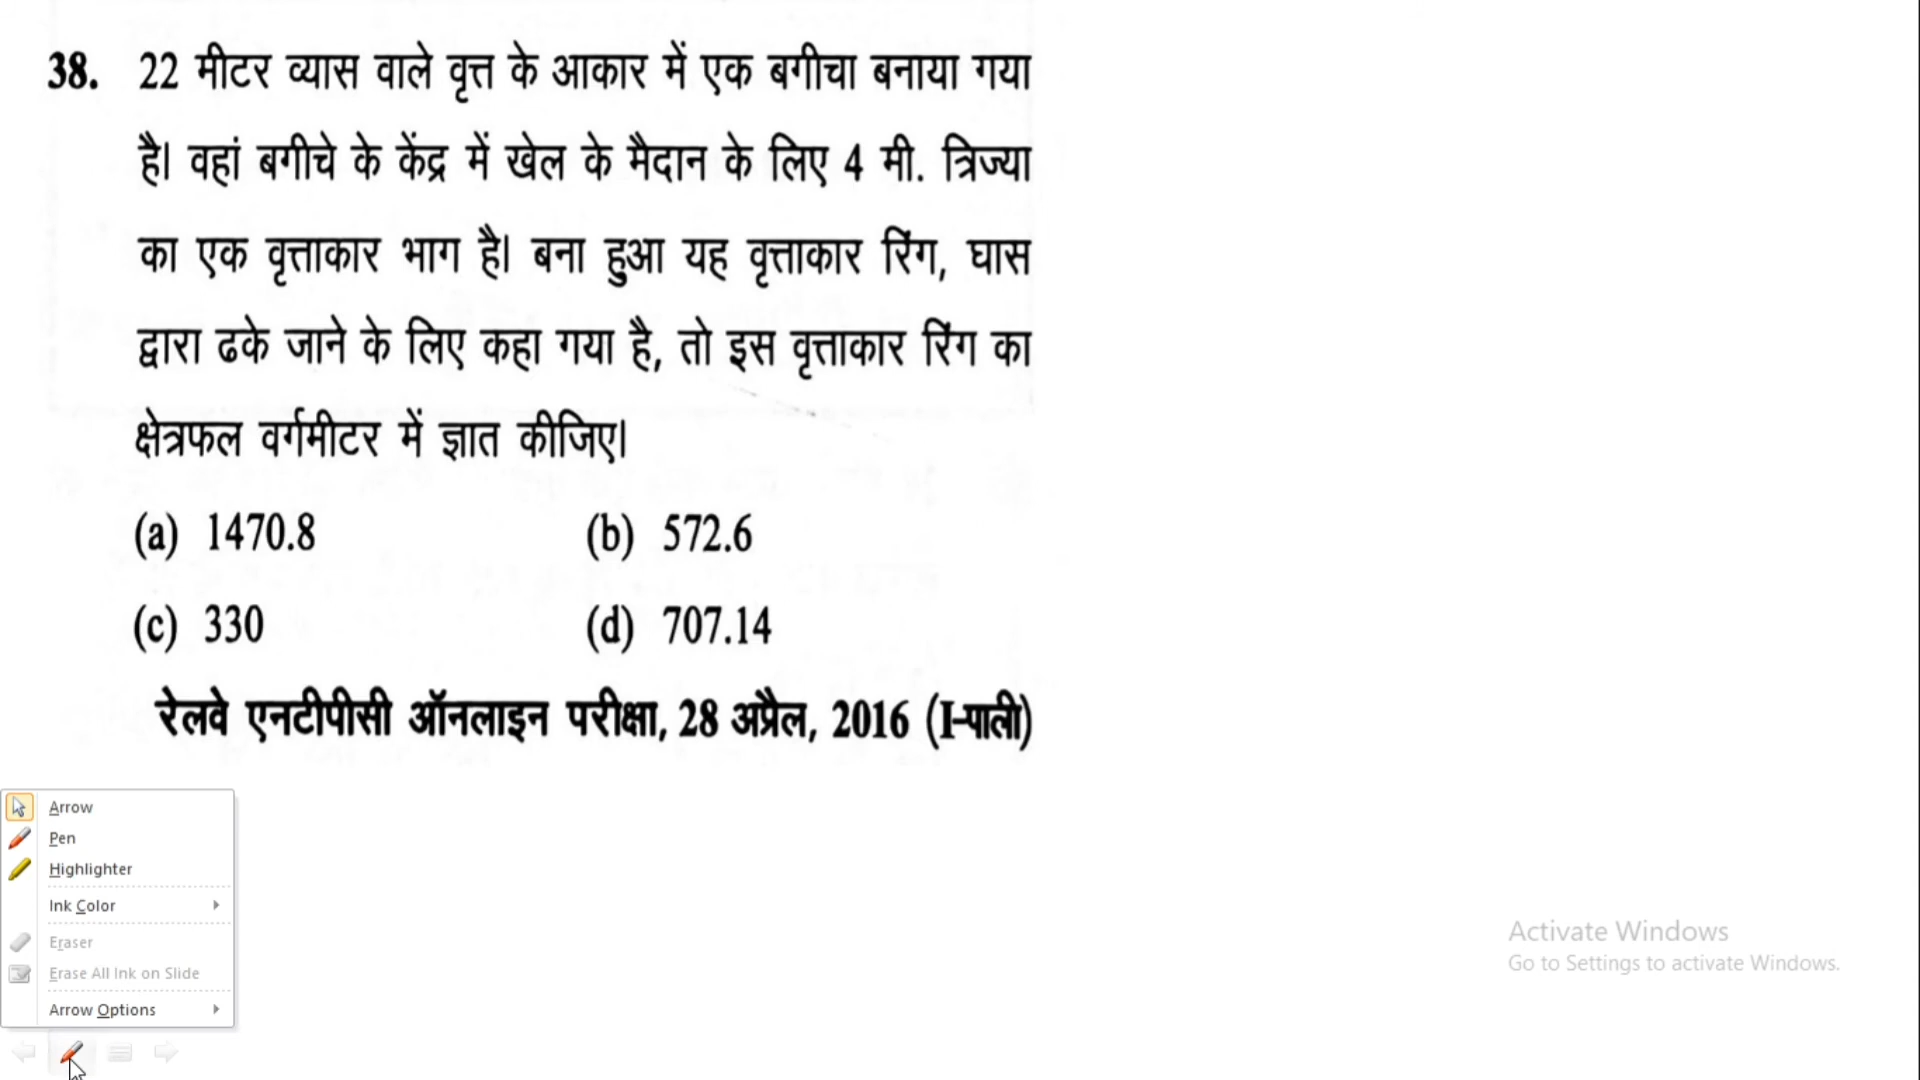 38. 22 मीटर व्यास वाले वृत्त के आकार में एक बगीचा बनाया गया
है। वहां बगीचे के केंद्र में खेल के मैदान के लिए 4 मी. त्रिज्या
का एक वृत्ताकार भाग है। बना हुआ यह वृत्ताकार रिंग, घास
द्वारा ढके जाने के लिए कहा गया है, तो इस वृत्ताकार रिंग का
क्षेत्रफल वर्गमीटर में ज्ञात कीजिए।
(a) 1470.8 (b) 572.6
(c) 330 (d) 707.14
रेलवे एनटीपीसी ऑनलाइन परीक्षा, 28 अप्रैल, 2016 (I-पाली)
Arrow
Pen
Highlighter
Ink Color
Eraser
Erase All Ink on Slide
Arrow Options
Activate Windows
Go to Settings to activate Windows.